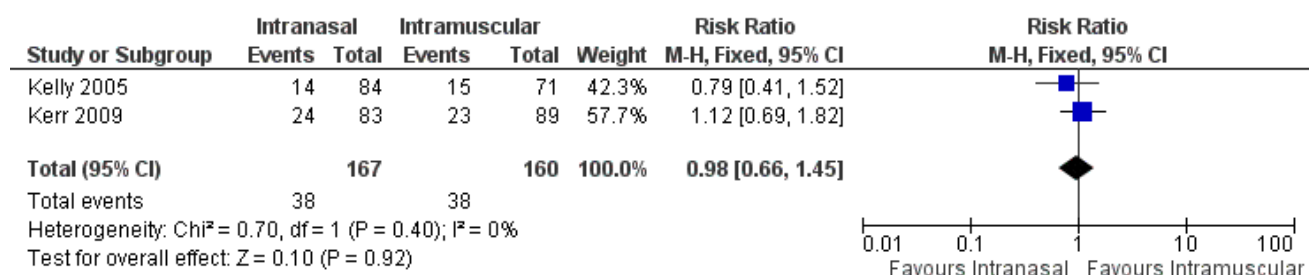 Intranasal Intramuscular Risk Ratio Risk Ratio
Study or Subgroup Events Total Events Total Weight M-H, Fixed, 95% CI M-H, Fixed, 95% CI
Kelly 2005 14 84 15 71 42.3% 0.79 [0.41, 1.52]
Kerr 2009 24 83 23 89 57.7% 1.12 [0.69, 1.82]
Total (95% CI) 167 160 100.0% 0.98 [0.66, 1.45]
Total events 38 38
Heterogeneity: Chi² = 0.70, df = 1 (P = 0.40); I² = 0%
Test for overall effect: Z = 0.10 (P = 0.92)
0.01 0.1 1 10 100
Favours Intranasal Favours Intramuscular